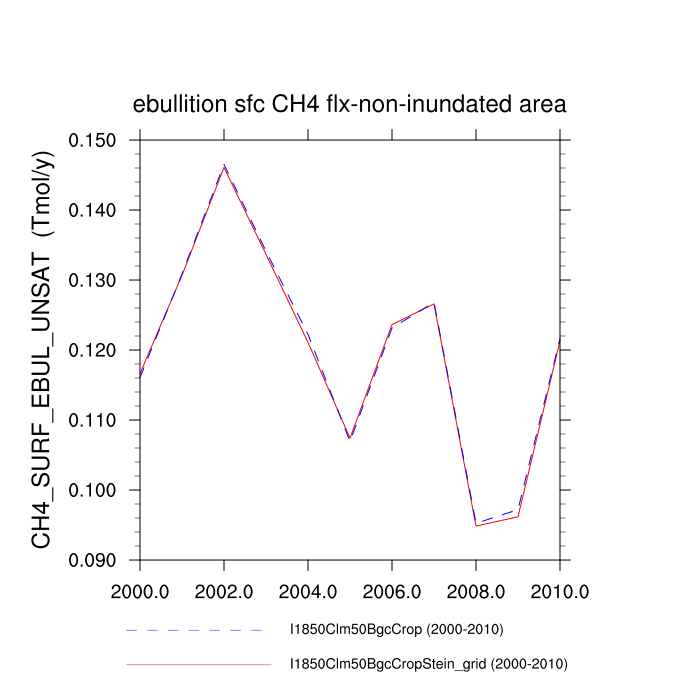 ebullition sfc CH4 flx-non-inundated area
CH4_SURF_EBUL_UNSAT (Tmol/y)
0.150
0.140
0.130
0.120
0.110
0.100
0.090
2000.0 2002.0 2004.0 2006.0 2008.0 2010.0
I1850Clm50BgcCrop (2000-2010)
I1850Clm50BgcCropStein_grid (2000-2010)